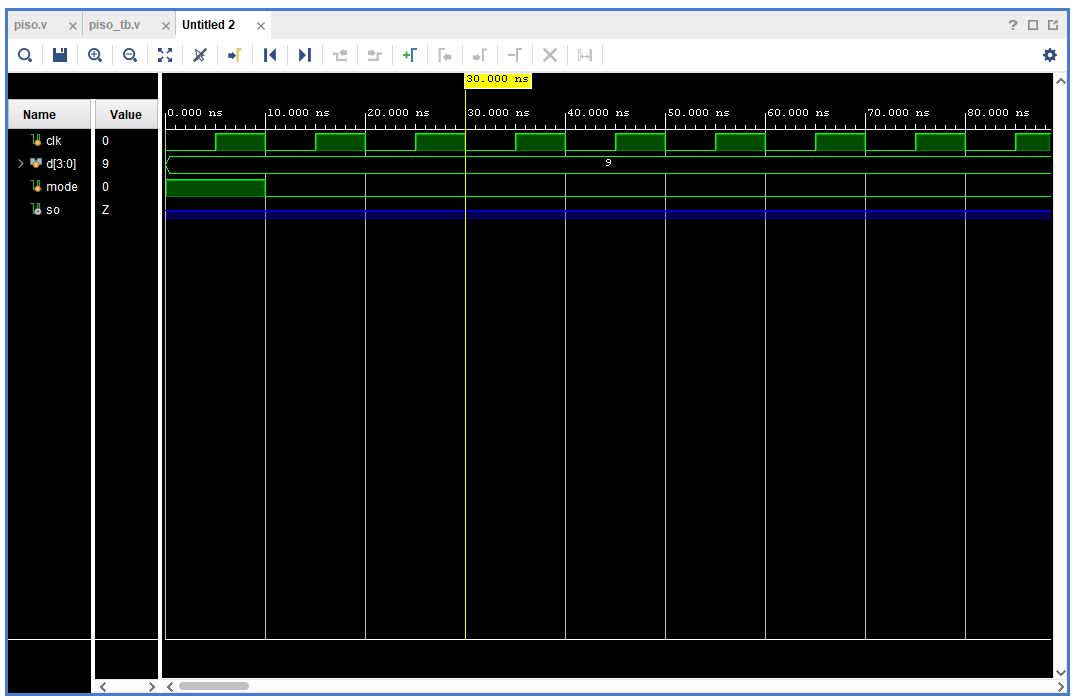 piso.v piso_tb.v Untitled 2
30.000 ns
Name Value
0.000 ns 10.000 ns 20.000 ns 30.000 ns 40.000 ns 50.000 ns 60.000 ns 70.000 ns 80.000 ns
clk 0
d[3:0] 9 9
mode 0
so Z